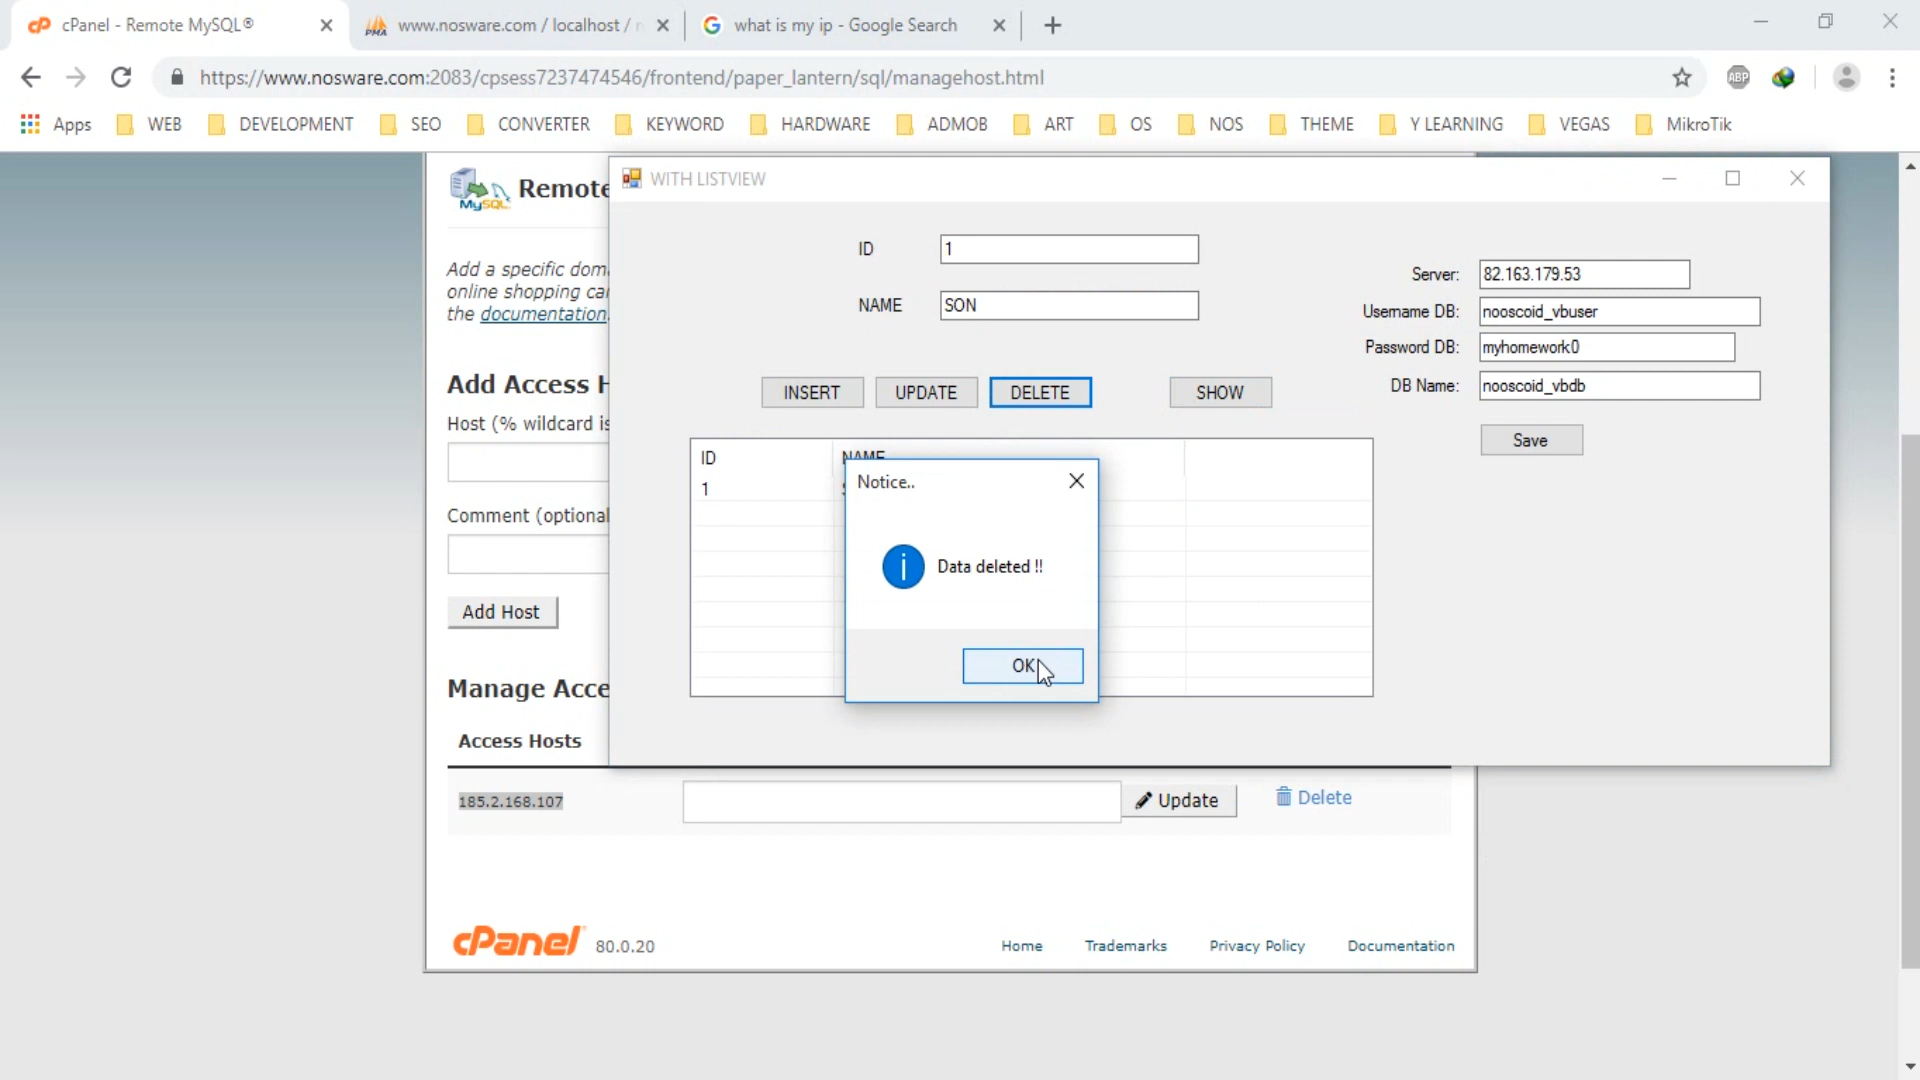 cPanel - Remote MySQL®
www.nosware.com / localhost / n
what is my ip - Google Search
https://www.nosware.com:2083/cpsess7237474546/frontend/paper_lantern/sql/managehost.html
ABP
Apps WEB DEVELOPMENT SEO CONVERTER KEYWORD HARDWARE ADMOB ART OS NOS THEME Y LEARNING VEGAS MikroTik
MySQL
Remote
Add a specific dom
online shopping car
the documentation
Add Access H
Host (% wildcard is
Comment (optional
Add Host
Manage Acce
Access Hosts
185.2.168.107
Update
Delete
cPanel 80.0.20
Home Trademarks Privacy Policy Documentation
WITH LISTVIEW
ID 1
NAME SON
INSERT UPDATE DELETE SHOW
Server: 82.163.179.53
Username DB: nooscoid_vbuser
Password DB: myhomework0
DB Name: nooscoid_vbdb
Save
ID NAME
1
Notice..
Data deleted !!
OK